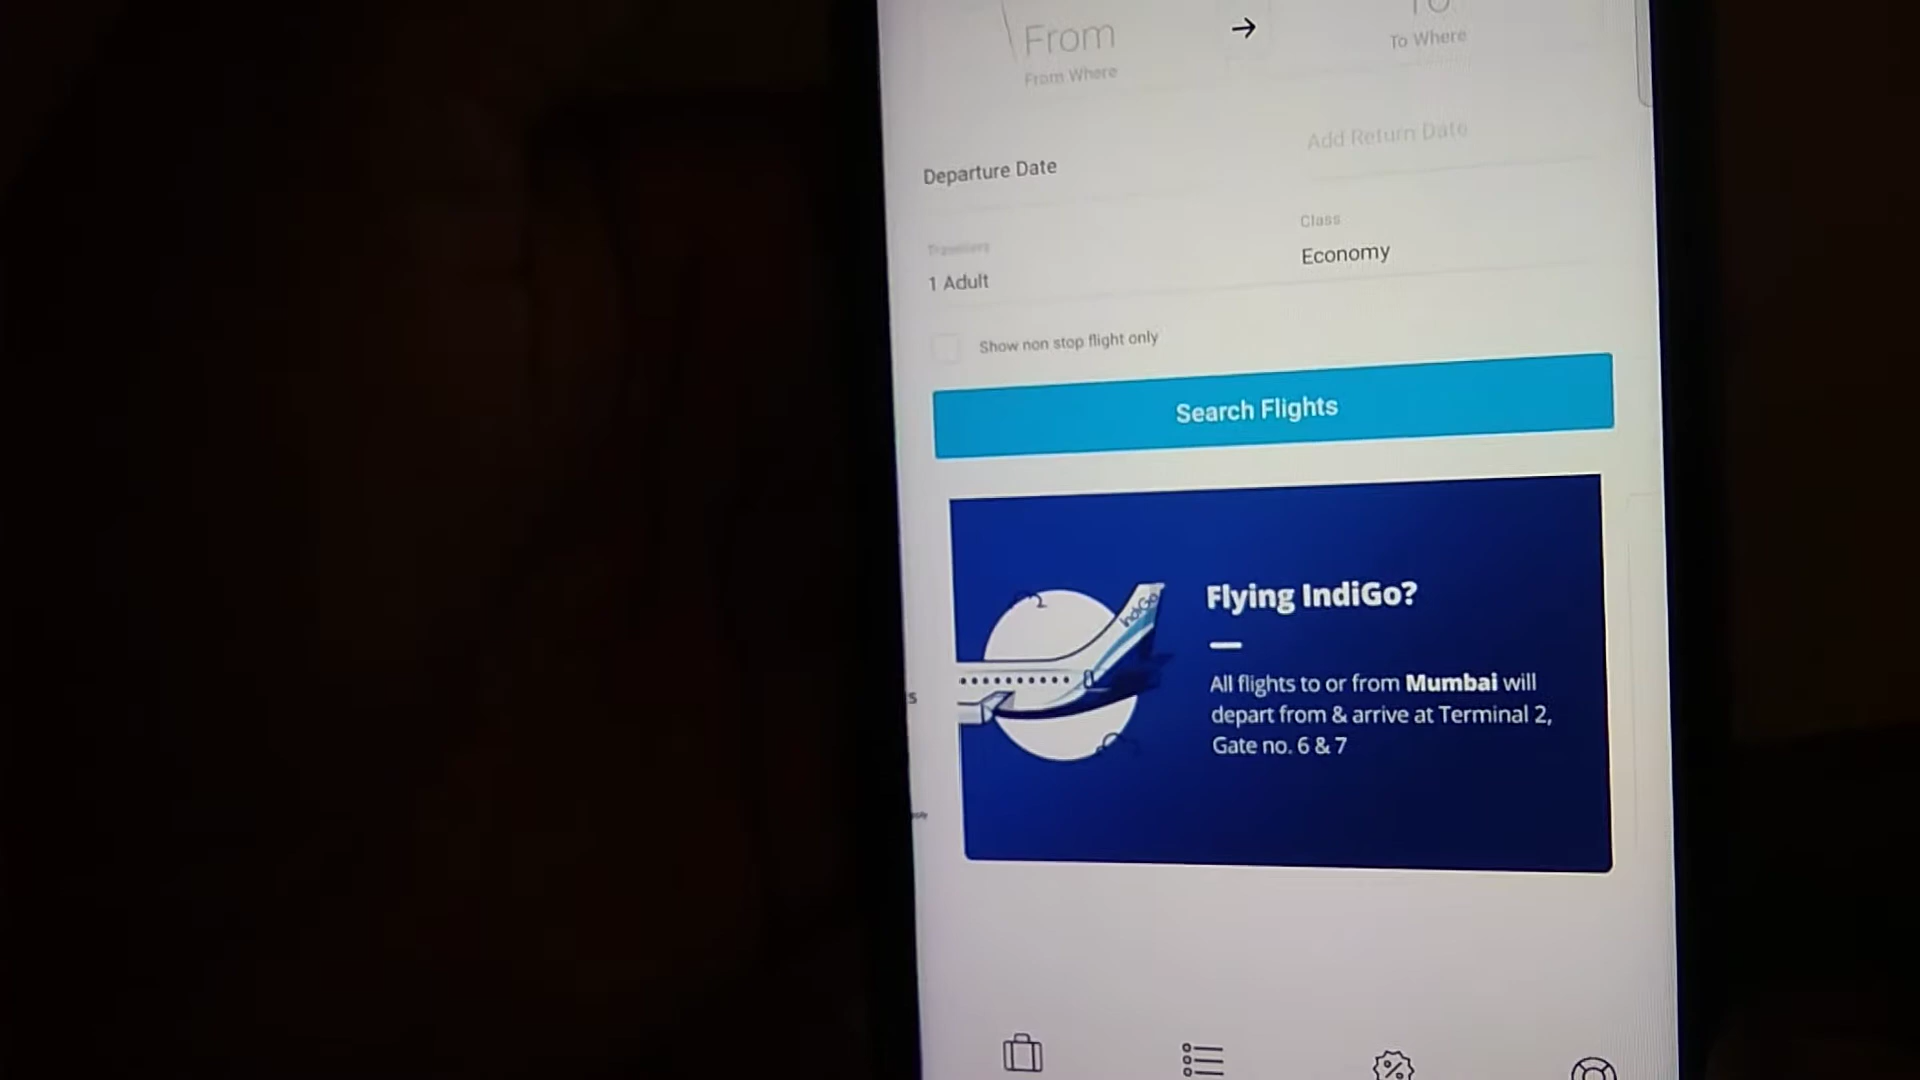 From
From Where
To Where
Add Return Date
Departure Date
Travellers
1 Adult
Class
Economy
Show non stop flight only
Search Flights
IndiGo
Flying IndiGo?
All flights to or from Mumbai will
depart from & arrive at Terminal 2,
Gate no. 6 & 7